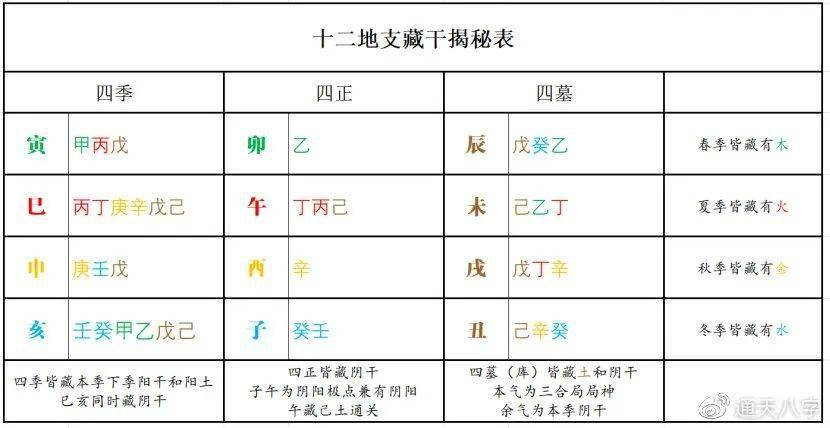 十二地支藏干揭秘表
四季 四正 四墓
寅 甲丙戊 卯 乙 辰 戊癸乙 春季皆藏有木
巳 丙丁庚辛戊己 午 丁丙己 未 己乙丁 夏季皆藏有火
申 庚壬戊 酉 辛 戌 戊丁辛 秋季皆藏有金
亥 壬癸甲乙戊己 子 癸壬 丑 己辛癸 冬季皆藏有水
四季皆藏本季下季阳干和阳土
巳亥同时藏阴干
四正皆藏阴干
子午为阴阳极点兼有阴阳
午藏己土通关
四墓（库）皆藏土和阴干
本气为三合局局神
余气为本季阴干
通天八字